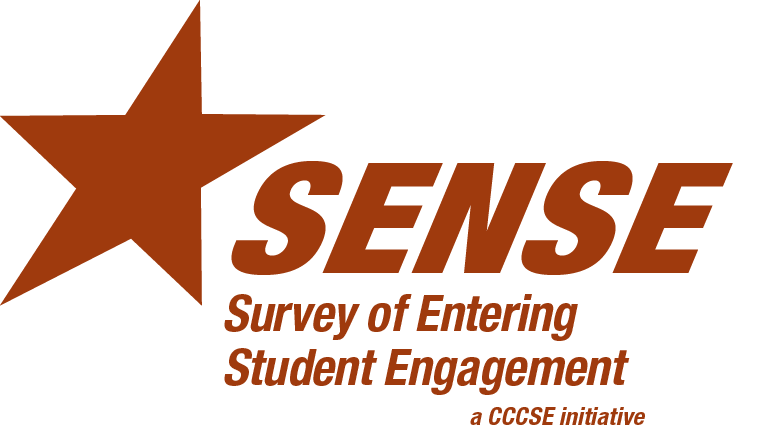 SENSE
Survey of Entering
Student Engagement
a CCCSE initiative